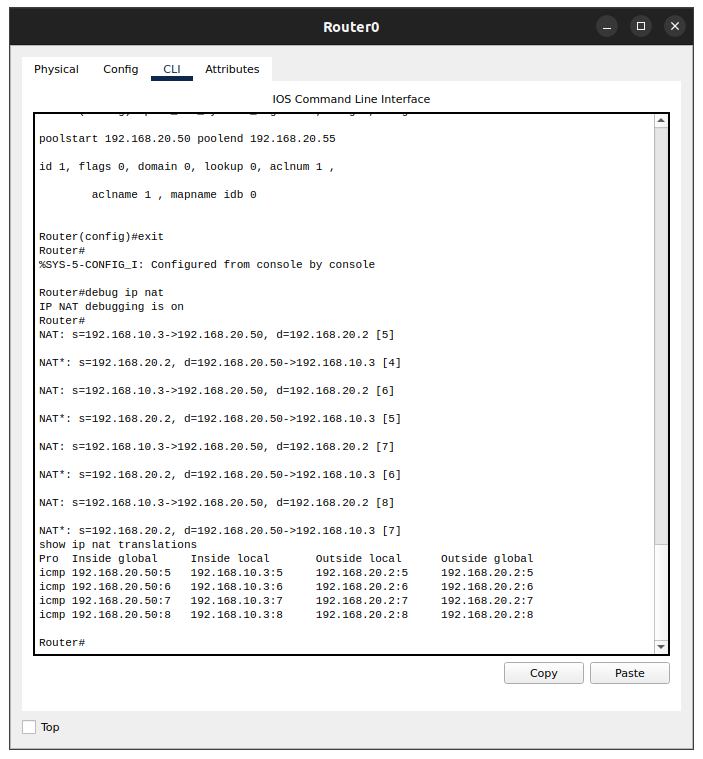 Router0
Physical Config CLI Attributes
IOS Command Line Interface
poolstart 192.168.20.50 poolend 192.168.20.55
id 1, flags 0, domain 0, lookup 0, aclnum 1 ,
aclname 1 , mapname idb 0
Router(config)#exit
Router#
%SYS-5-CONFIG_I: Configured from console by console
Router#debug ip nat
IP NAT debugging is on
Router#
NAT: s=192.168.10.3->192.168.20.50, d=192.168.20.2 [5]
NAT*: s=192.168.20.2, d=192.168.20.50->192.168.10.3 [4]
NAT: s=192.168.10.3->192.168.20.50, d=192.168.20.2 [6]
NAT*: s=192.168.20.2, d=192.168.20.50->192.168.10.3 [5]
NAT: s=192.168.10.3->192.168.20.50, d=192.168.20.2 [7]
NAT*: s=192.168.20.2, d=192.168.20.50->192.168.10.3 [6]
NAT: s=192.168.10.3->192.168.20.50, d=192.168.20.2 [8]
NAT*: s=192.168.20.2, d=192.168.20.50->192.168.10.3 [7]
show ip nat translations
Pro  Inside global     Inside local       Outside local      Outside global
icmp 192.168.20.50:5   192.168.10.3:5     192.168.20.2:5     192.168.20.2:5
icmp 192.168.20.50:6   192.168.10.3:6     192.168.20.2:6     192.168.20.2:6
icmp 192.168.20.50:7   192.168.10.3:7     192.168.20.2:7     192.168.20.2:7
icmp 192.168.20.50:8   192.168.10.3:8     192.168.20.2:8     192.168.20.2:8
Router#
Copy Paste
Top